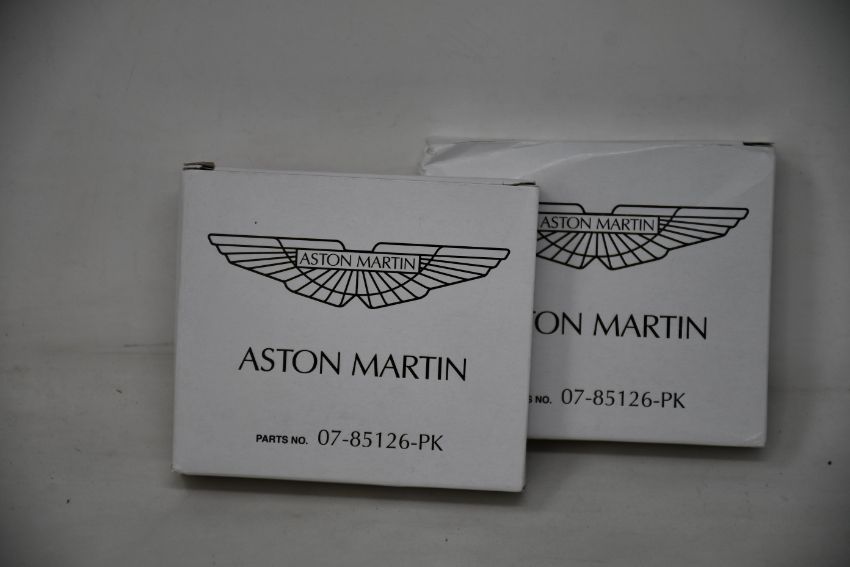 ASTON MARTIN
ASTON MARTIN
PARTS NO. 07-85126-PK
ASTON MARTIN
TON MARTIN
S NO. 07-85126-PK